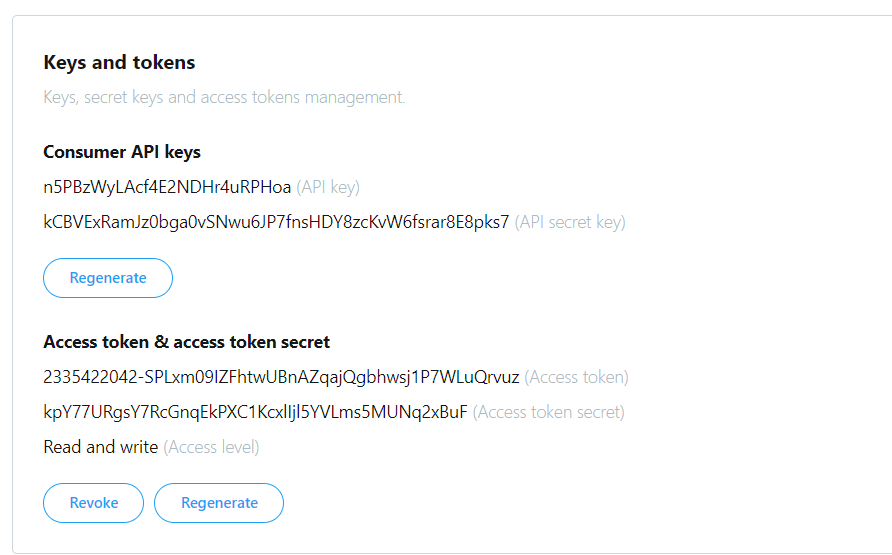 Keys and tokens
Keys, secret keys and access tokens management.
Consumer API keys
n5PBzWyLAcf4E2NDHr4uRPHoa (API key)
kCBVExRamJz0bga0vSNwu6JP7fnsHDY8zcKvW6fsrar8E8pks7 (API secret key)
Regenerate
Access token & access token secret
2335422042-SPLxm09IZFhtwUBnAZqajQgbhwsj1P7WLuQrvuz (Access token)
kpY77URgsY7RcGnqEkPXC1KcxlIjl5YVLms5MUNq2xBuF (Access token secret)
Read and write (Access level)
Revoke Regenerate